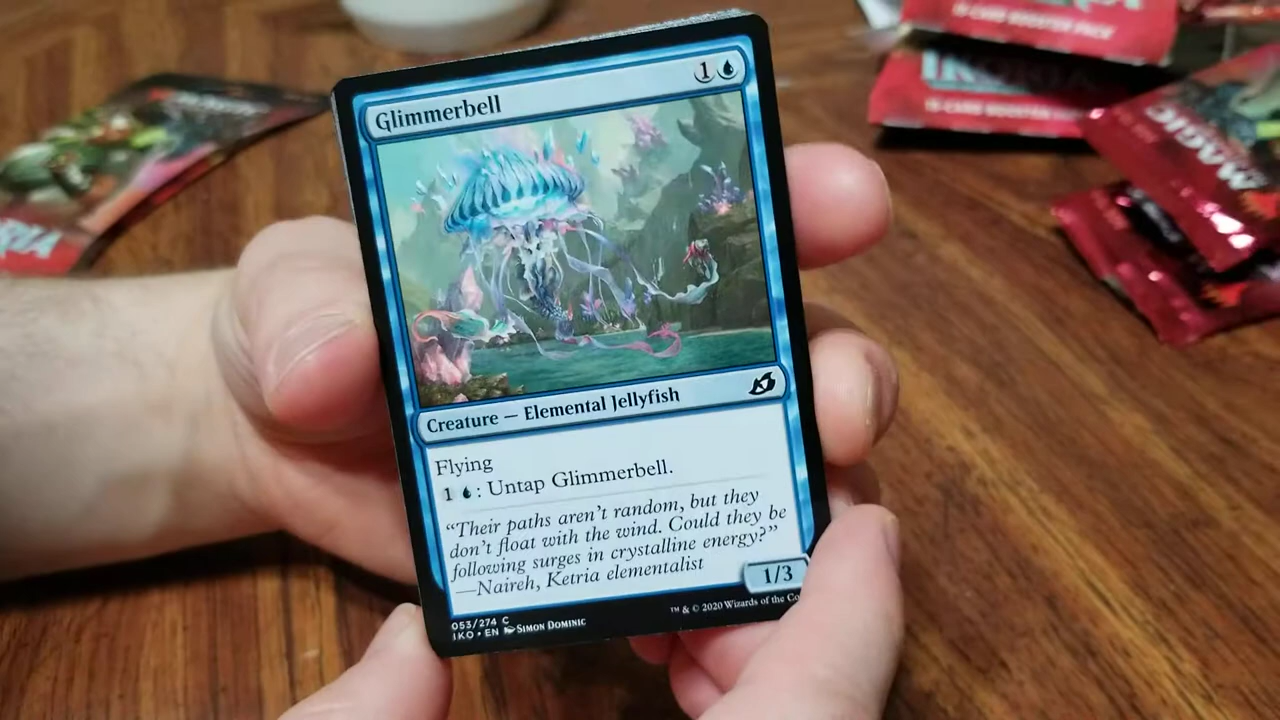 Glimmerbell
1
Creature — Elemental Jellyfish
Flying
1 : Untap Glimmerbell.
“Their paths aren’t random, but they
don’t float with the wind. Could they be
following surges in crystalline energy?”
—Naireh, Ketria elementalist
1/3
053/274 C
IKO • EN SIMON DOMINIC
™ & © 2020 Wizards of the Co
15-CARD BOOSTER PACK
IKORIA
15-CARD BOOSTER
MAGIC